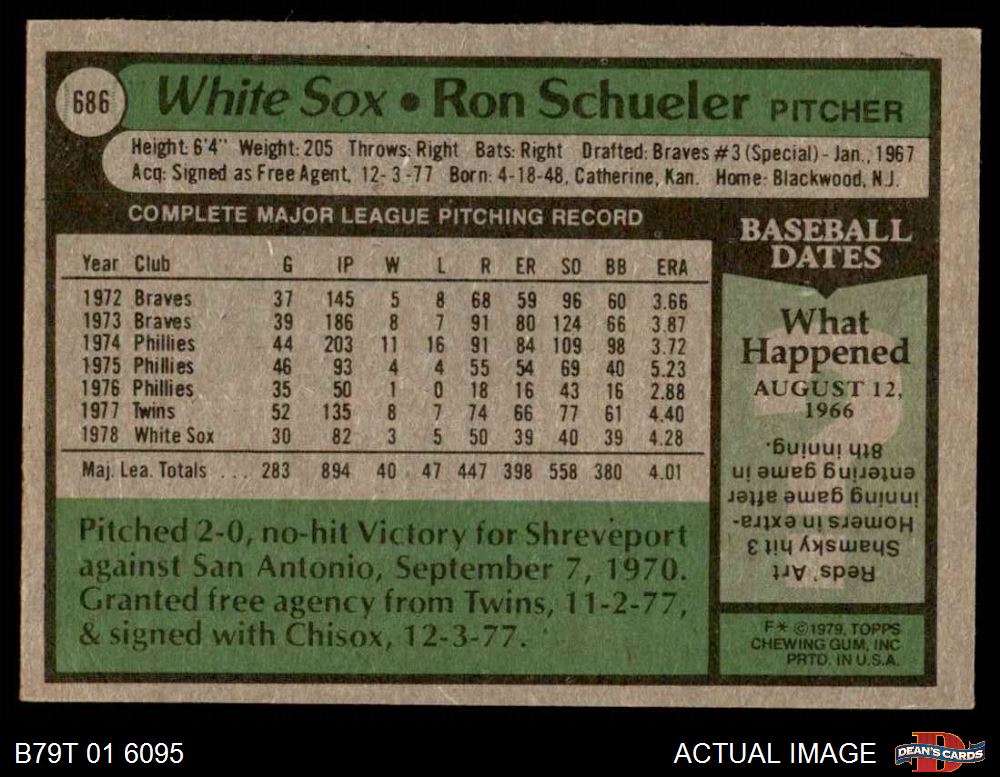 686
White Sox • Ron Schueler PITCHER
Height: 6'4" Weight: 205 Throws: Right Bats: Right Drafted: Braves #3 (Special) - Jan., 1967
Acq: Signed as Free Agent, 12-3-77 Born: 4-18-48, Catherine, Kan. Home: Blackwood, N.J.
COMPLETE MAJOR LEAGUE PITCHING RECORD
Year Club G IP W L R ER SO BB ERA
1972 Braves 37 145 5 8 68 59 96 60 3.66
1973 Braves 39 186 8 7 91 80 124 66 3.87
1974 Phillies 44 203 11 16 91 84 109 98 3.72
1975 Phillies 46 93 4 4 55 54 69 40 5.23
1976 Phillies 35 50 1 0 18 16 43 16 2.88
1977 Twins 52 135 8 7 74 66 77 61 4.40
1978 White Sox 30 82 3 5 50 39 40 39 4.28
Maj. Lea. Totals ... 283 894 40 47 447 398 558 380 4.01
Pitched 2-0, no-hit Victory for Shreveport
against San Antonio, September 7, 1970.
Granted free agency from Twins, 11-2-77,
& signed with Chisox, 12-3-77.
BASEBALL
DATES
What
Happened
AUGUST 12,
1966
Reds' Art
Shamsky hit 3
Homers in extra-
inning game after
entering game in
8th inning.
F* ©1979, TOPPS
CHEWING GUM, INC
PRTD. IN U.S.A.
B79T 01 6095
ACTUAL IMAGE
DEAN'S CARDS